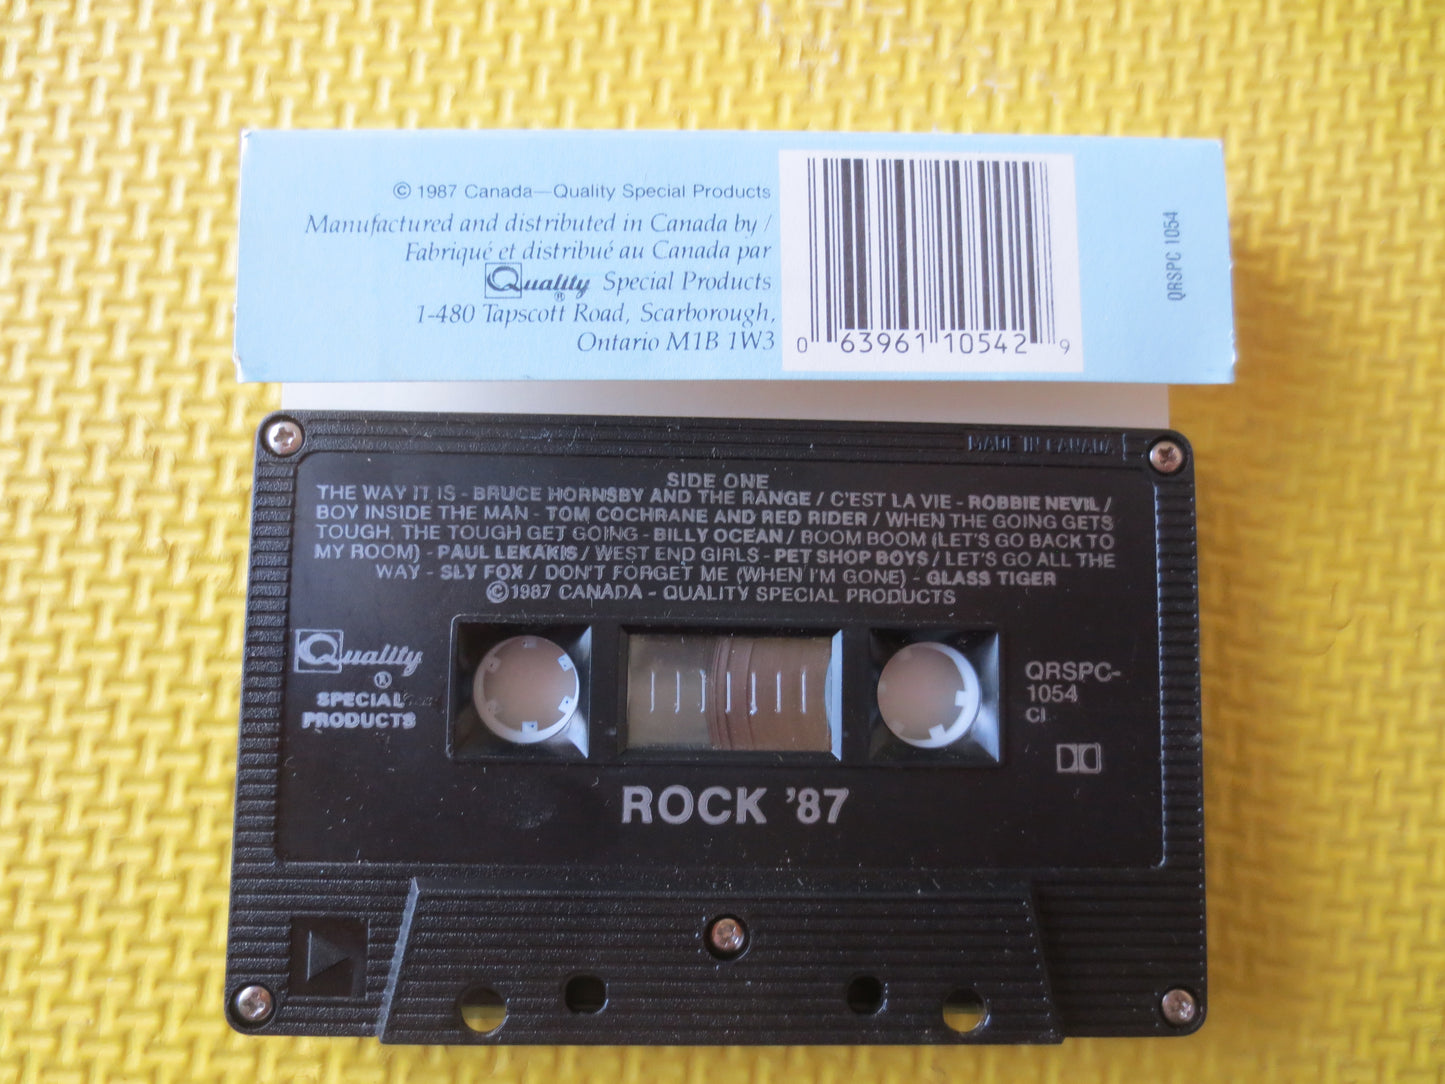 © 1987 Canada—Quality Special Products
Manufactured and distributed in Canada by /
Fabriqué et distribué au Canada par
Quality® Special Products
1-480 Tapscott Road, Scarborough,
Ontario M1B 1W3
0 63961 10542 9
QRSPC 1054
MADE IN CANADA
SIDE ONE
THE WAY IT IS - BRUCE HORNSBY AND THE RANGE / C'EST LA VIE - ROBBIE NEVIL /
BOY INSIDE THE MAN - TOM COCHRANE AND RED RIDER / WHEN THE GOING GETS
TOUGH, THE TOUGH GET GOING - BILLY OCEAN / BOOM BOOM (LET'S GO BACK TO
MY ROOM) - PAUL LEKAKIS / WEST END GIRLS - PET SHOP BOYS / LET'S GO ALL THE
WAY - SLY FOX / DON'T FORGET ME (WHEN I'M GONE) - GLASS TIGER
©1987 CANADA - QUALITY SPECIAL PRODUCTS
Quality®
SPECIAL
PRODUCTS
QRSPC-
1054
CI
ROCK '87